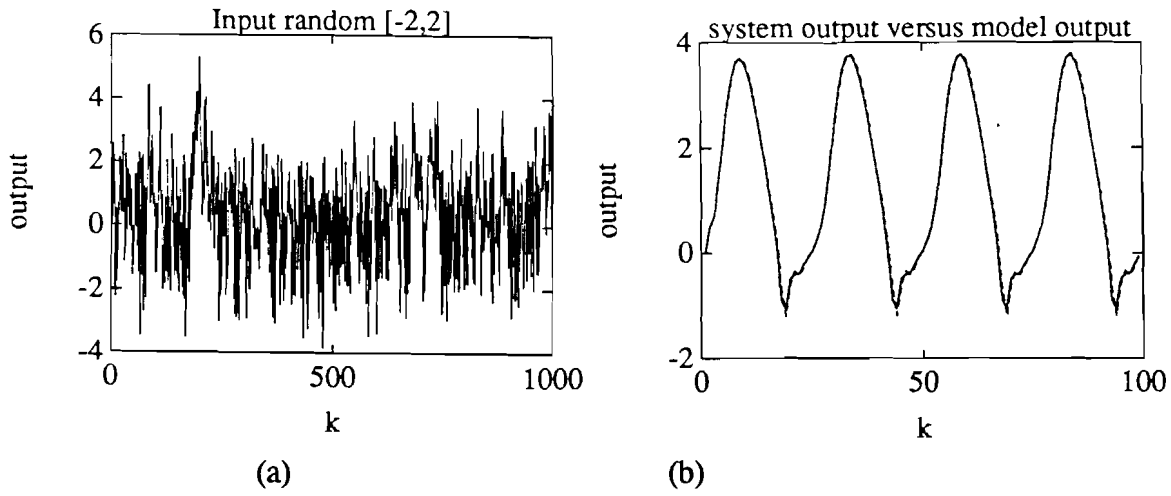 Input random [-2,2]
6
4
2
0
-2
-4
output
0
500
1000
k
(a)
system output versus model output
4
2
0
-2
output
0
50
100
k
(b)